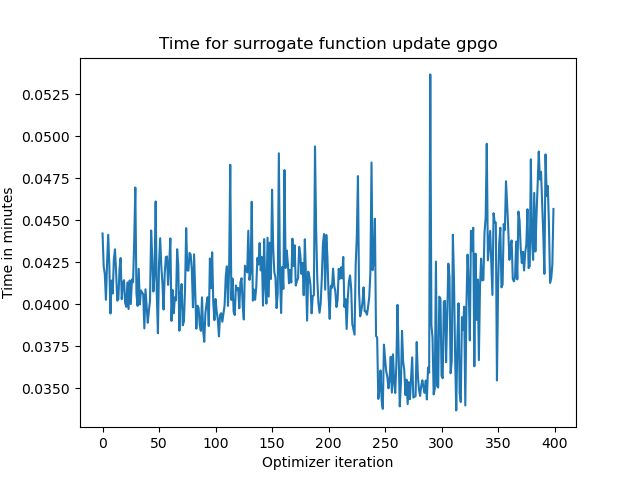 Time for surrogate function update gpgo
Time in minutes
0.0525
0.0500
0.0475
0.0450
0.0425
0.0400
0.0375
0.0350
0 50 100 150 200 250 300 350 400
Optimizer iteration